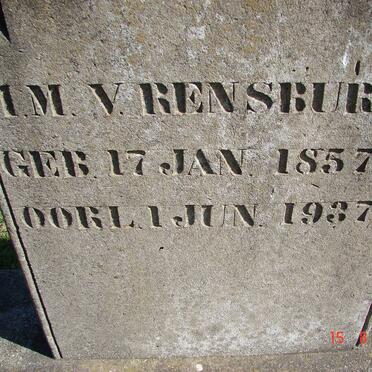 I.M. V. RENSBUR
GEB. 17 JAN. 1857
OORL. 1 JUN. 1937
15